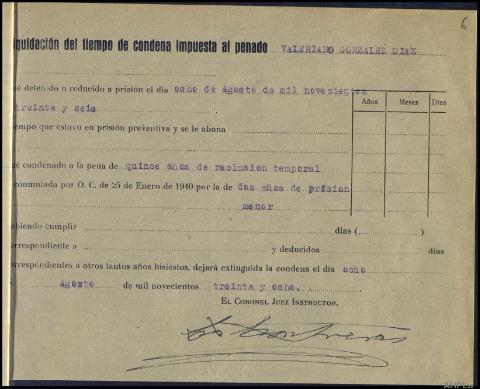 6
iquidación del tiempo de condena impuesta al penado VALERIANO GONZALEZ DIAZ
ué detenido o reducido a prisión el día ocho de Agosto de mil novecientos
treinta y seis
Años Meses Días
iempo que estuvo en prisión preventiva y se le abona
é condenado a la pena de quince años de reclusion temporal
conmutada por O. C. de 25 de Enero de 1940 por la de dos años de prision
menor
ebiendo cumplir días ( )
orrespondiente a y deducidos días
orrespondientes a otros tantos años bisiestos, dejará extinguida la condena el día ocho
Agosto de mil novecientos treinta y ocho.
EL CORONEL JUEZ INSTRUCTOR,